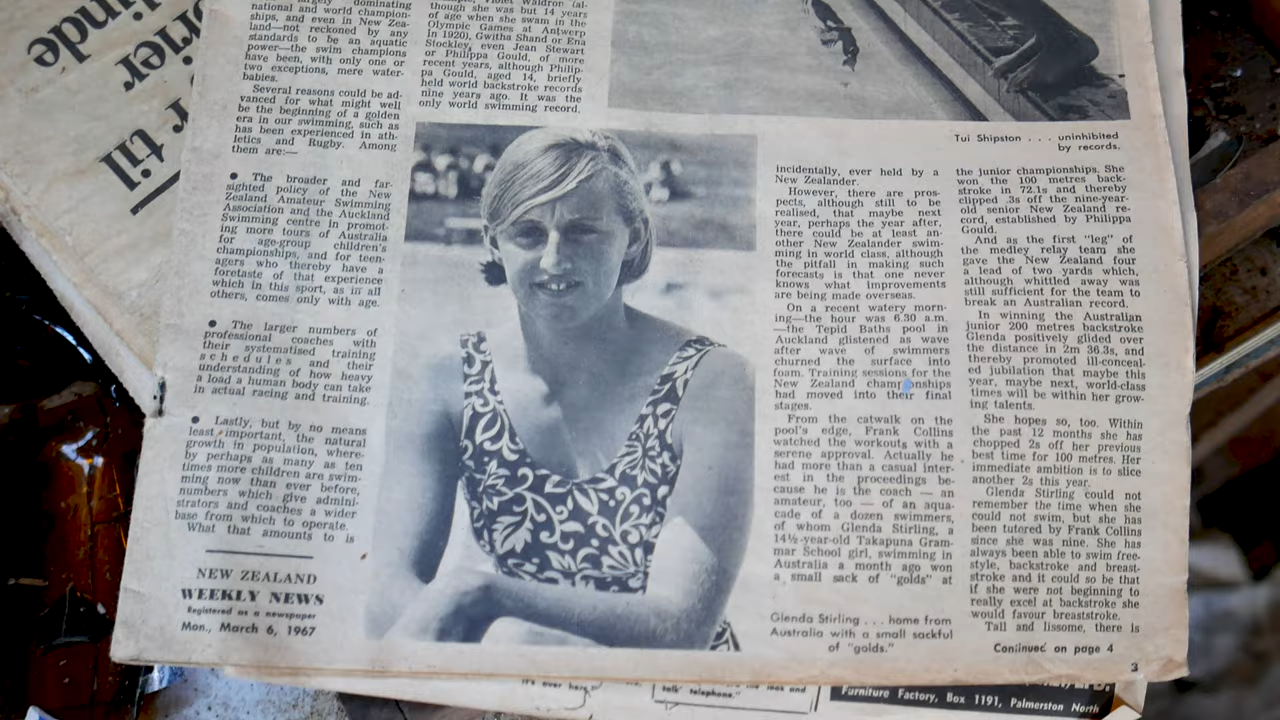 linde
rier
r til
largely dominating
national and world champion-
ships, and even in New Zea-
land—not reckoned by any
standards to be an aquatic
power—the swim champions
have been, with only one or
two exceptions, mere water-
babies.
Several reasons could be ad-
vanced for what might well
be the beginning of a golden
era in our swimming, such as
has been experienced in ath-
letics and Rugby. Among
them are:—
● The broader and far-
sighted policy of the New
Zealand Amateur Swimming
Association and the Auckland
Swimming centre in promot-
ing more tours of Australia
for age-group children's
championships, and for teen-
agers who thereby have a
foretaste of that experience
which in this sport, as in all
others, comes only with age.
● The larger numbers of
professional coaches with
their systematised training
schedules and their
understanding of how heavy
a load a human body can take
in actual racing and training.
● Lastly, but by no means
least important, the natural
growth in population, where-
by perhaps as many as ten
times more children are swim-
ming now than ever before,
numbers which give admini-
strators and coaches a wider
base from which to operate.
What that amounts to is
NEW ZEALAND
WEEKLY NEWS
Registered as a newspaper
Mon., March 6, 1967
Violet Waldron (al-
though she was but 14 years
of age when she swam in the
Olympic Games at Antwerp
in 1920), Gwitha Shand or Ena
Stockley, even Jean Stewart
or Philippa Gould, of more
recent years, although Philip-
pa Gould, aged 14, briefly
held world backstroke records
nine years ago. It was the
only world swimming record,
Tui Shipston . . . uninhibited
by records.
incidentally, ever held by a
New Zealander.
However, there are pros-
pects, although still to be
realised, that maybe next
year, perhaps the year after,
there could be at least an-
other New Zealander swim-
ming in world class, although
the pitfall in making such
forecasts is that one never
knows what improvements
are being made overseas.
On a recent watery morn-
ing—the hour was 6.30 a.m.
—the Tepid Baths pool in
Auckland glistened as wave
after wave of swimmers
churned the surface into
foam. Training sessions for the
New Zealand championships
had moved into their final
stages.
From the catwalk on the
pool's edge, Frank Collins
watched the workouts with a
serene approval. Actually he
had more than a casual inter-
est in the proceedings be-
cause he is the coach — an
amateur, too — of an aqua-
cade of a dozen swimmers,
of whom Glenda Stirling, a
14½-year-old Takapuna Gram-
mar School girl, swimming in
Australia a month ago won
a small sack of "golds" at
Glenda Stirling . . . home from
Australia with a small sackful
of "golds."
the junior championships. She
won the 100 metres back-
stroke in 72.1s and thereby
clipped .3s off the nine-year-
old senior New Zealand re-
cord, established by Philippa
Gould.
And as the first "leg" of
the medley relay team she
gave the New Zealand four
a lead of two yards which,
although whittled away was
still sufficient for the team to
break an Australian record.
In winning the Australian
junior 200 metres backstroke
Glenda positively glided over
the distance in 2m 36.3s, and
thereby promoted ill-conceal-
ed jubilation that maybe this
year, maybe next, world-class
times will be within her grow-
ing talents.
She hopes so, too. Within
the past 12 months she has
chopped 2s off her previous
best time for 100 metres. Her
immediate ambition is to slice
another 2s this year.
Glenda Stirling could not
remember the time when she
could not swim, but she has
been tutored by Frank Collins
since she was nine. She has
always been able to swim free-
style, backstroke and breast-
stroke and it could so be that
if she were not beginning to
really excel at backstroke she
would favour breaststroke.
Tall and lissome, there is
Continued on page 4
3
it's over here,
talk telephone."
Furniture Factory, Box 1191, Palmerston North